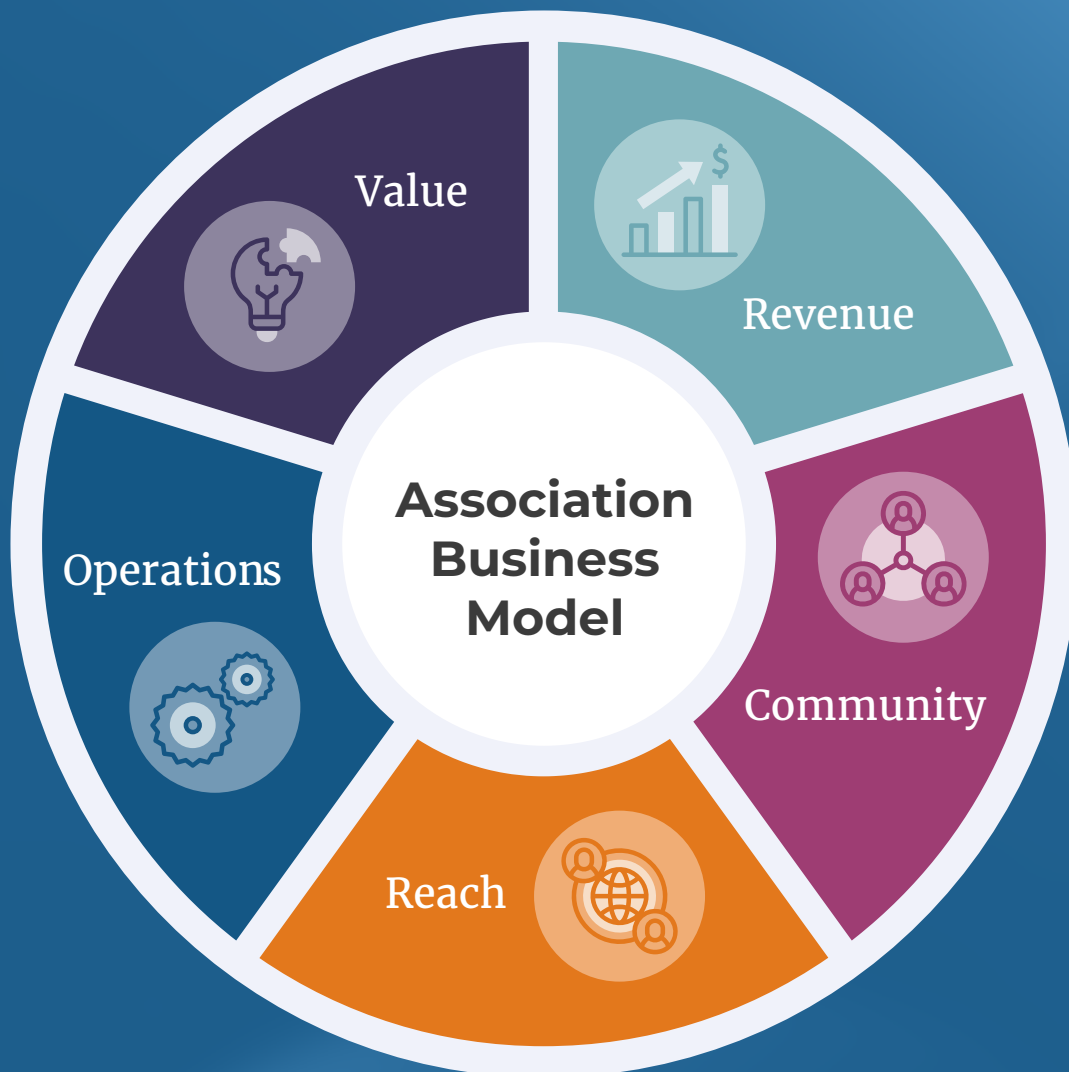 Value
Revenue
Association
Business
Model
Operations
Community
Reach
$